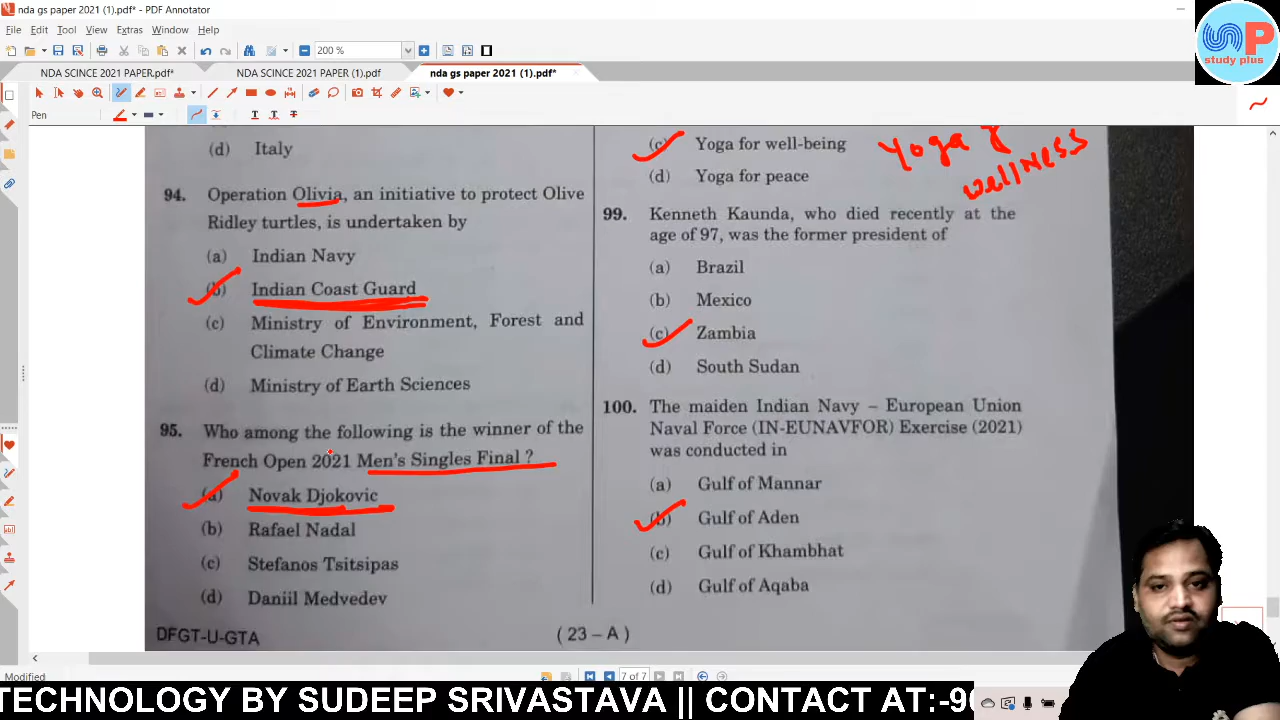 nda gs paper 2021 (1).pdf* - PDF Annotator
File Edit Tool View Extras Window Help
200 %
NDA SCINCE 2021 PAPER.pdf*
NDA SCINCE 2021 PAPER (1).pdf
nda gs paper 2021 (1).pdf*
Pen
SP
study plus
(d) Italy
94. Operation Olivia, an initiative to protect Olive
Ridley turtles, is undertaken by
(a) Indian Navy
(b) Indian Coast Guard
(c) Ministry of Environment, Forest and
Climate Change
(d) Ministry of Earth Sciences
95. Who among the following is the winner of the
French Open 2021 Men's Singles Final ?
(a) Novak Djokovic
(b) Rafael Nadal
(c) Stefanos Tsitsipas
(d) Daniil Medvedev
DFGT-U-GTA
( 23 – A )
(c) Yoga for well-being
(d) Yoga for peace
Yoga
wellness
99. Kenneth Kaunda, who died recently at the
age of 97, was the former president of
(a) Brazil
(b) Mexico
(c) Zambia
(d) South Sudan
100. The maiden Indian Navy – European Union
Naval Force (IN-EUNAVFOR) Exercise (2021)
was conducted in
(a) Gulf of Mannar
(b) Gulf of Aden
(c) Gulf of Khambhat
(d) Gulf of Aqaba
Modified
7 of 7
TECHNOLOGY BY SUDEEP SRIVASTAVA || CONTACT AT:-9